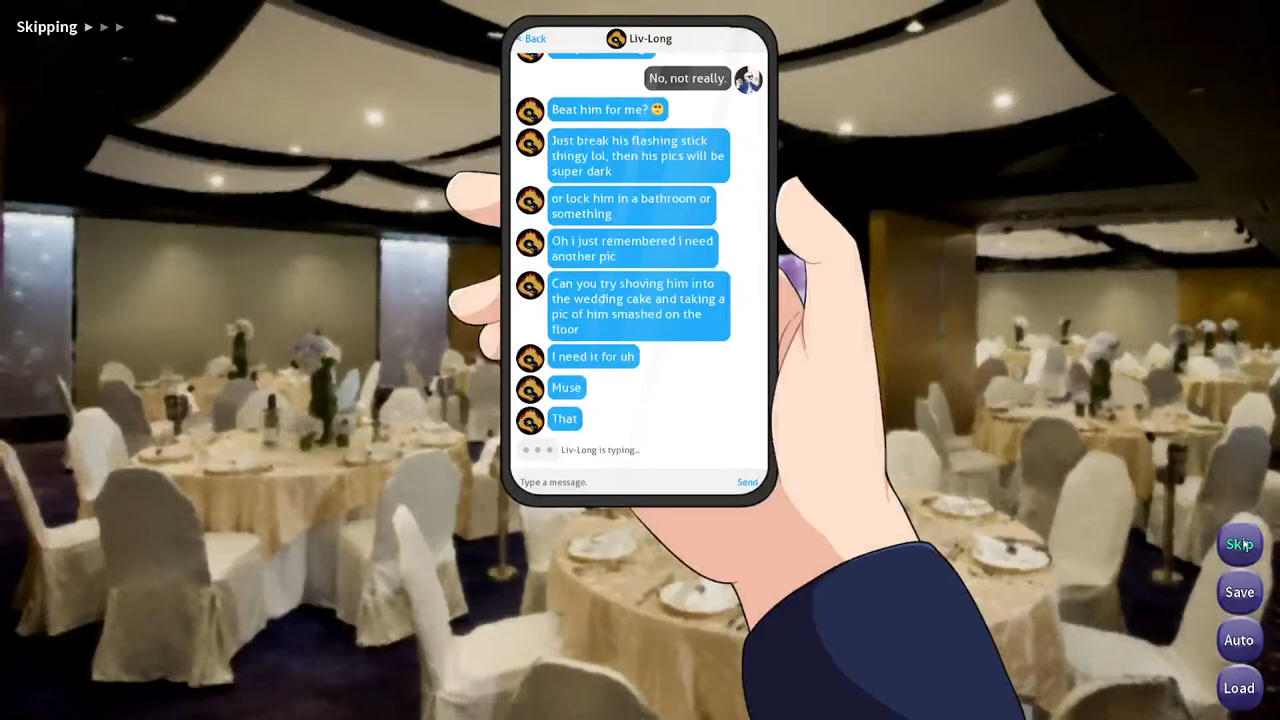 Skipping
< Back
Liv-Long
No, not really.
Beat him for me?
Just break his flashing stick
thingy lol, then his pics will be
super dark
or lock him in a bathroom or
something
Oh i just remembered i need
another pic
Can you try shoving him into
the wedding cake and taking a
pic of him smashed on the
floor
I need it for uh
Muse
That
Liv-Long is typing...
Type a message.
Send
Skip
Save
Auto
Load